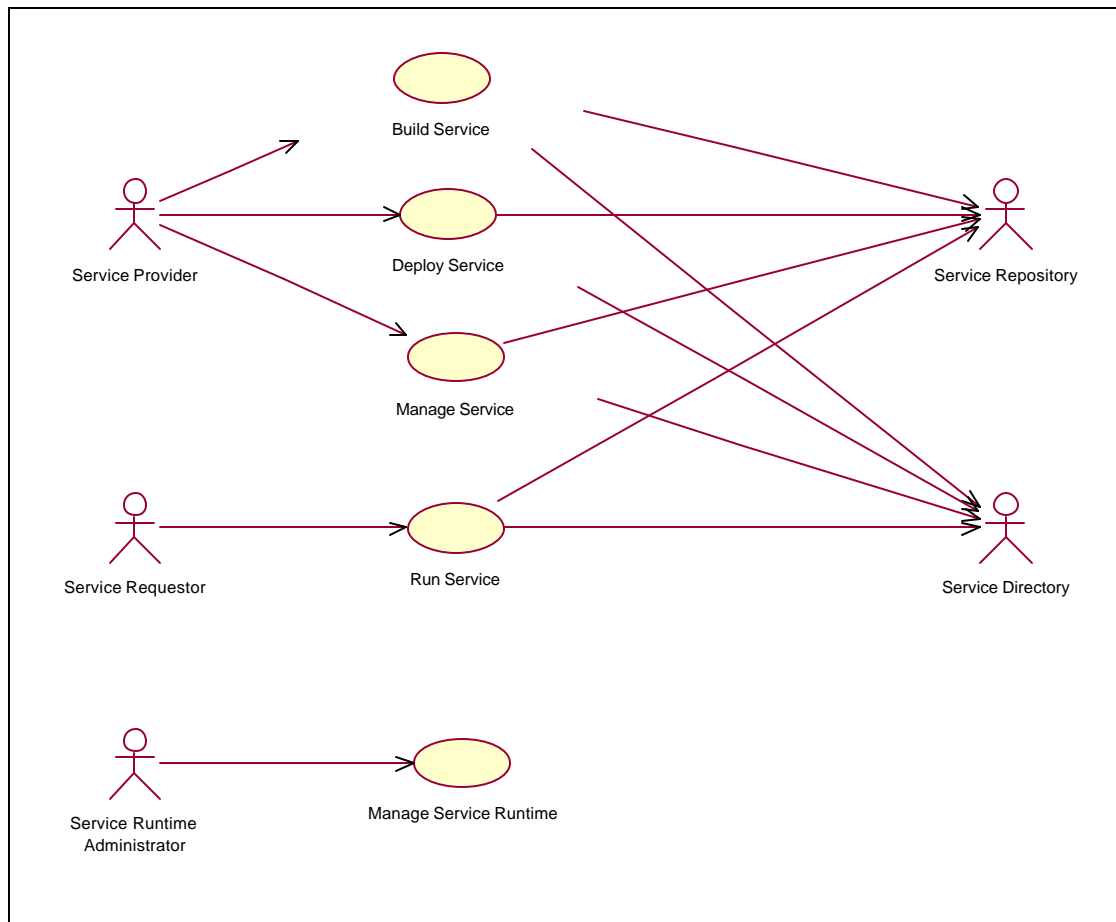 Build Service
Service Provider
Deploy Service
Service Repository
Manage Service
Service Requestor
Run Service
Service Directory
Service Runtime
Administrator
Manage Service Runtime